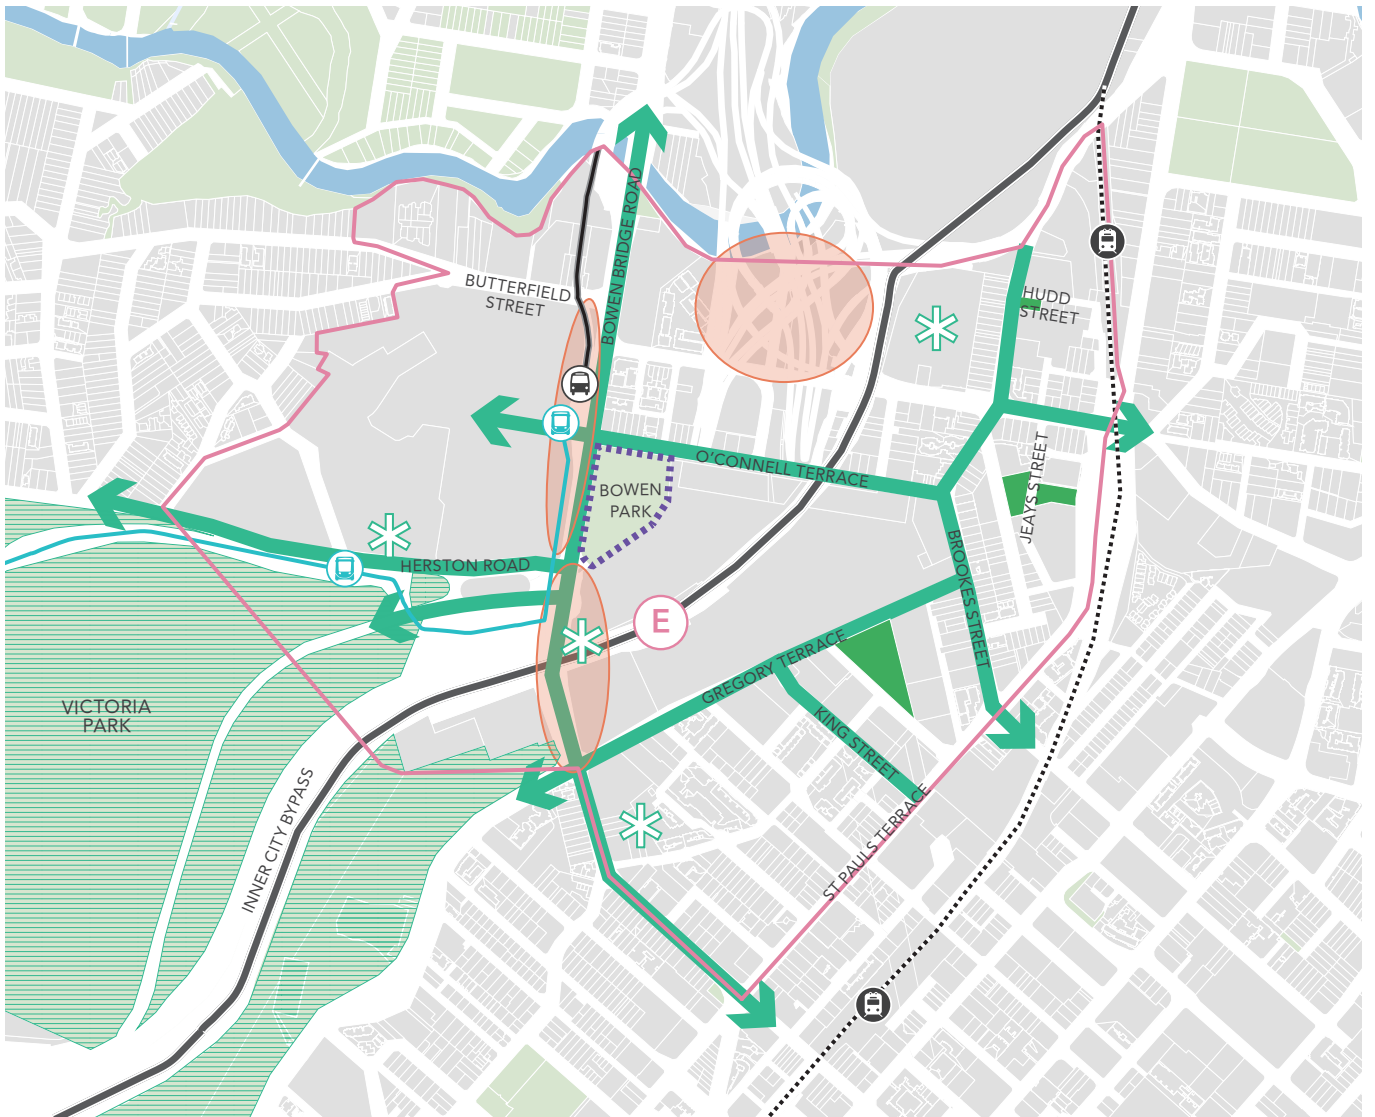 BOWEN BRIDGE ROAD
BUTTERFIELD
STREET
HUDD
STREET
O'CONNELL TERRACE
BOWEN
PARK
JEAYS STREET
HERSTON ROAD
BROOKES STREET
E
GREGORY TERRACE
VICTORIA
PARK
KING STREET
INNER CITY BYPASS
ST PAULS TERRACE